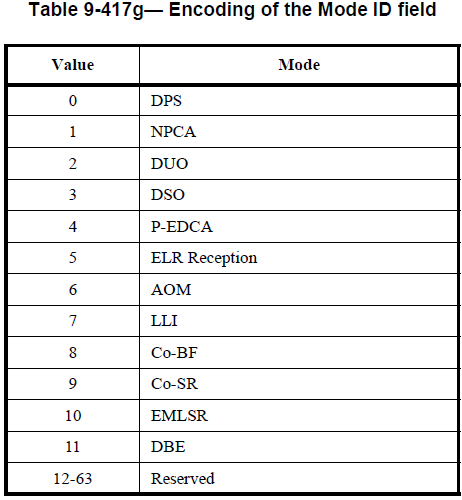 Table 9-417g— Encoding of the Mode ID field
Value Mode
0 DPS
1 NPCA
2 DUO
3 DSO
4 P-EDCA
5 ELR Reception
6 AOM
7 LLI
8 Co-BF
9 Co-SR
10 EMLSR
11 DBE
12-63 Reserved